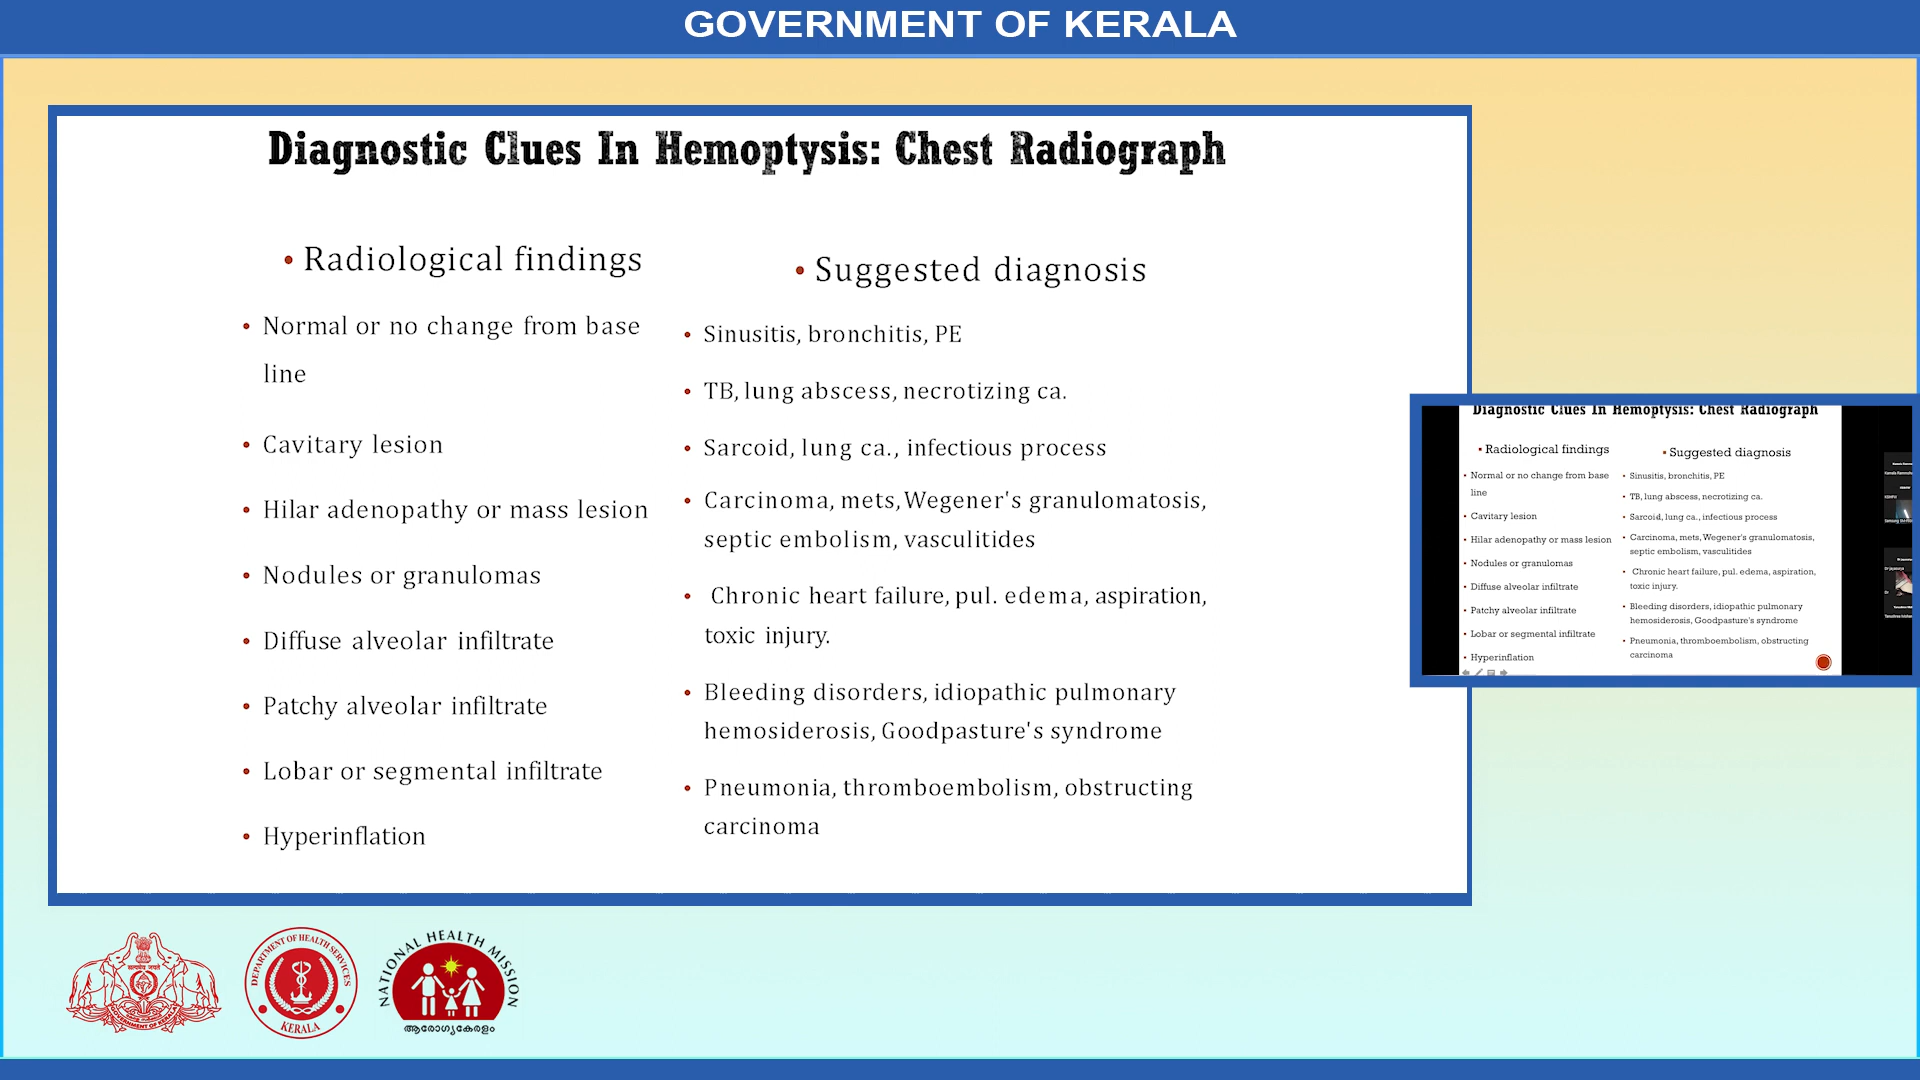 GOVERNMENT OF KERALA
Diagnostic Clues In Hemoptysis: Chest Radiograph
• Radiological findings
• Normal or no change from base
line
• Cavitary lesion
• Hilar adenopathy or mass lesion
• Nodules or granulomas
• Diffuse alveolar infiltrate
• Patchy alveolar infiltrate
• Lobar or segmental infiltrate
• Hyperinflation
• Suggested diagnosis
• Sinusitis, bronchitis, PE
• TB, lung abscess, necrotizing ca.
• Sarcoid, lung ca., infectious process
• Carcinoma, mets, Wegener's granulomatosis,
septic embolism, vasculitides
• Chronic heart failure, pul. edema, aspiration,
toxic injury.
• Bleeding disorders, idiopathic pulmonary
hemosiderosis, Goodpasture's syndrome
• Pneumonia, thromboembolism, obstructing
carcinoma
Diagnostic Clues In Hemoptysis: Chest Radiograph
• Radiological findings
• Normal or no change from base
line
• Cavitary lesion
• Hilar adenopathy or mass lesion
• Nodules or granulomas
• Diffuse alveolar infiltrate
• Patchy alveolar infiltrate
• Lobar or segmental infiltrate
• Hyperinflation
• Suggested diagnosis
• Sinusitis, bronchitis, PE
• TB, lung abscess, necrotizing ca.
• Sarcoid, lung ca., infectious process
• Carcinoma, mets, Wegener's granulomatosis,
septic embolism, vasculitides
• Chronic heart failure, pul. edema, aspiration,
toxic injury.
• Bleeding disorders, idiopathic pulmonary
hemosiderosis, Goodpasture's syndrome
• Pneumonia, thromboembolism, obstructing
carcinoma
सत्यमेव जयते
GOVERNMENT OF KERALA
DEPARTMENT OF HEALTH SERVICES
KERALA
NATIONAL HEALTH MISSION
ആരോഗ്യകേരളം